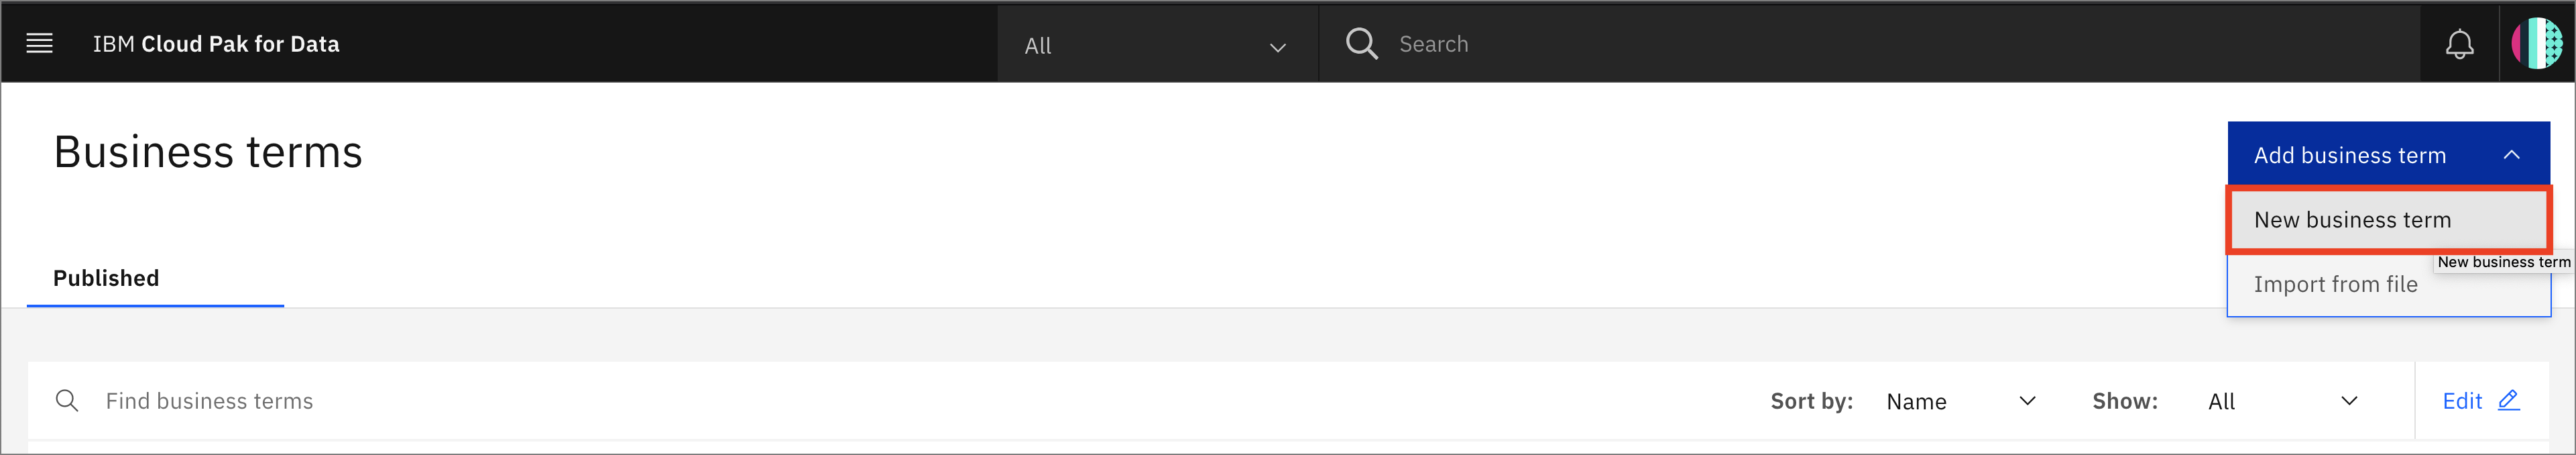 IBM Cloud Pak for Data
All
Search
Business terms
Add business term
New business term
New business term
Import from file
Published
Find business terms
Sort by: Name
Show: All
Edit